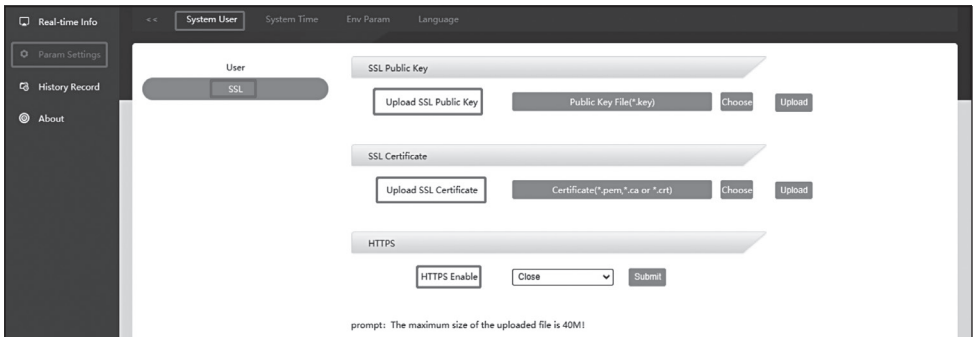 Real-time Info
Param Settings
History Record
About
<< System User System Time Env Param Language
User
SSL
SSL Public Key
Upload SSL Public Key Public Key File(*.key) Choose Upload
SSL Certificate
Upload SSL Certificate Certificate(*.pem,*.ca or *.crt) Choose Upload
HTTPS
HTTPS Enable Close Submit
prompt: The maximum size of the uploaded file is 40M!